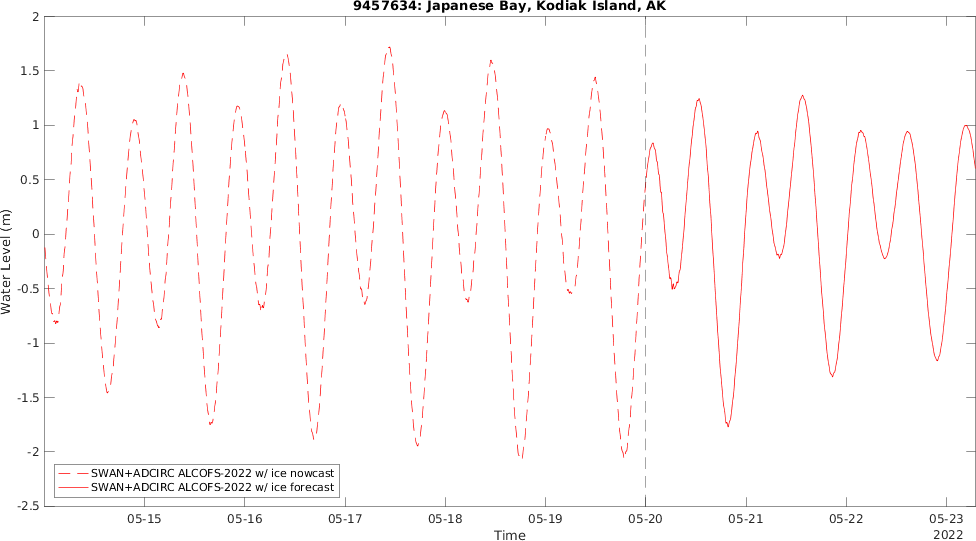 9457634: Japanese Bay, Kodiak Island, AK
2
1.5
1
0.5
0
-0.5
-1
-1.5
-2
-2.5
Water Level (m)
SWAN+ADCIRC ALCOFS-2022 w/ ice nowcast
SWAN+ADCIRC ALCOFS-2022 w/ ice forecast
05-15 05-16 05-17 05-18 05-19 05-20 05-21 05-22 05-23
Time 2022